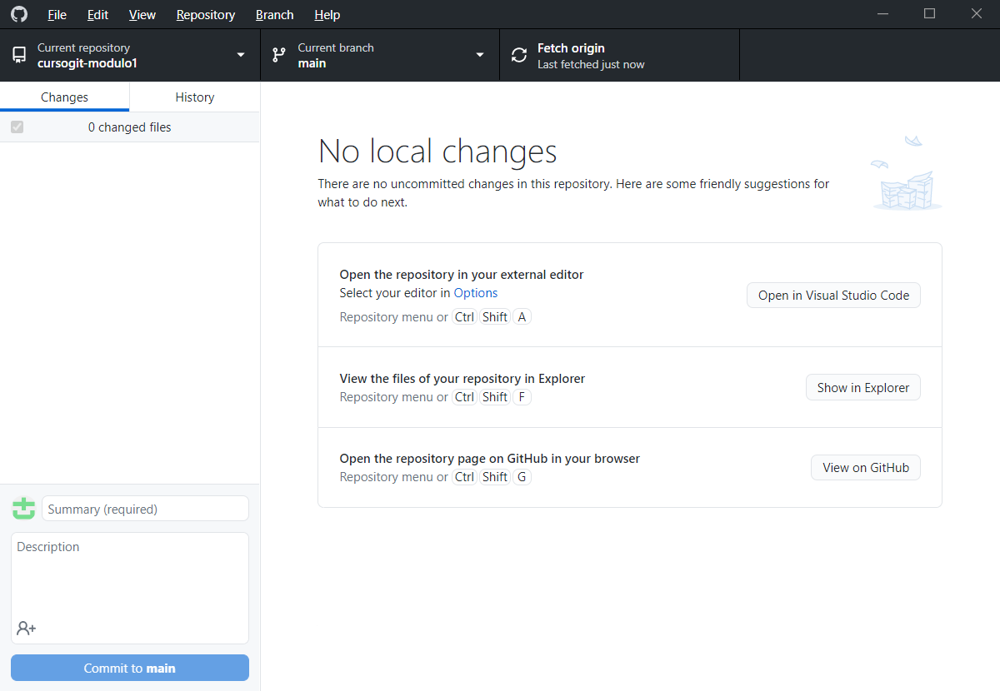 File Edit View Repository Branch Help
Current repository
cursogit-modulo1
Current branch
main
Fetch origin
Last fetched just now
Changes
History
0 changed files
No local changes
There are no uncommitted changes in this repository. Here are some friendly suggestions for
what to do next.
Open the repository in your external editor
Select your editor in Options
Repository menu or Ctrl Shift A
Open in Visual Studio Code
View the files of your repository in Explorer
Repository menu or Ctrl Shift F
Show in Explorer
Open the repository page on GitHub in your browser
Repository menu or Ctrl Shift G
View on GitHub
Summary (required)
Description
Commit to main